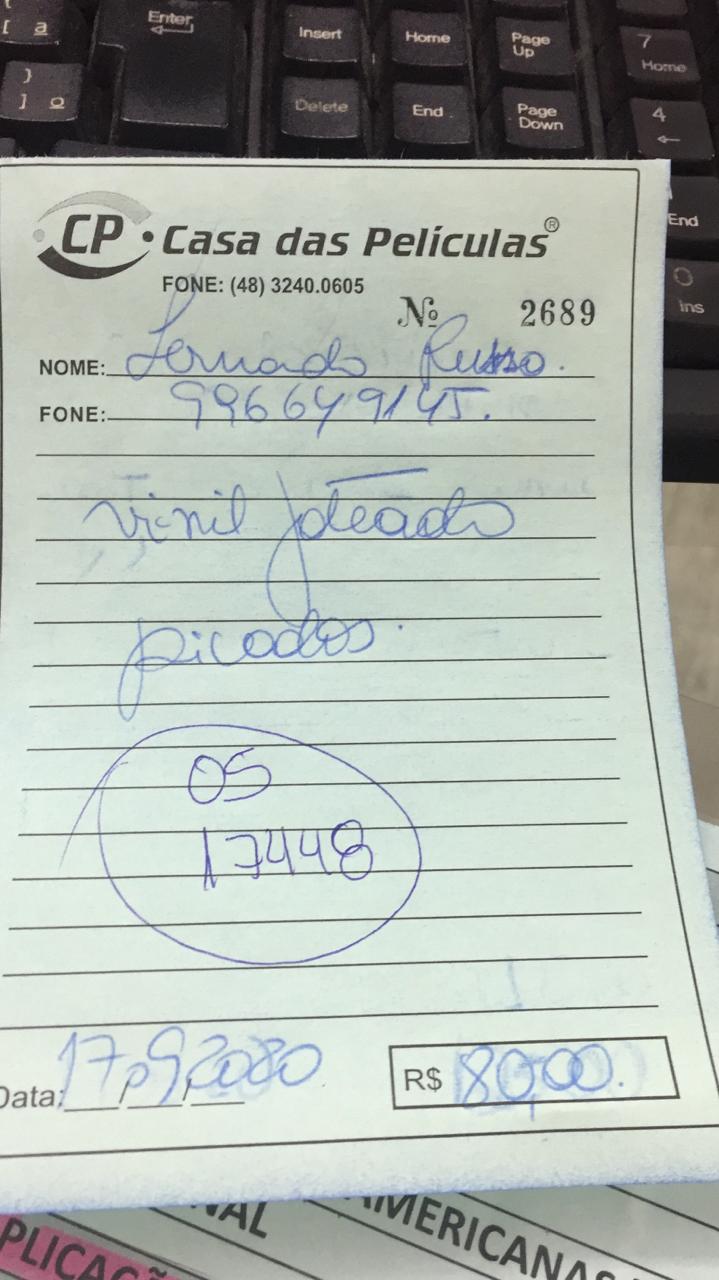 Enter
Insert
Home
Page Up
7 Home
Delete
End
Page Down
4
End
Ins
CP • Casa das Películas®
FONE: (48) 3240.0605
Nº 2689
NOME: Fernando Russo.
FONE: 996649145.
vinil jateado
picados.
OS
17448
Data: 17/09/2020
R$ 80,00.
AMERICANAS